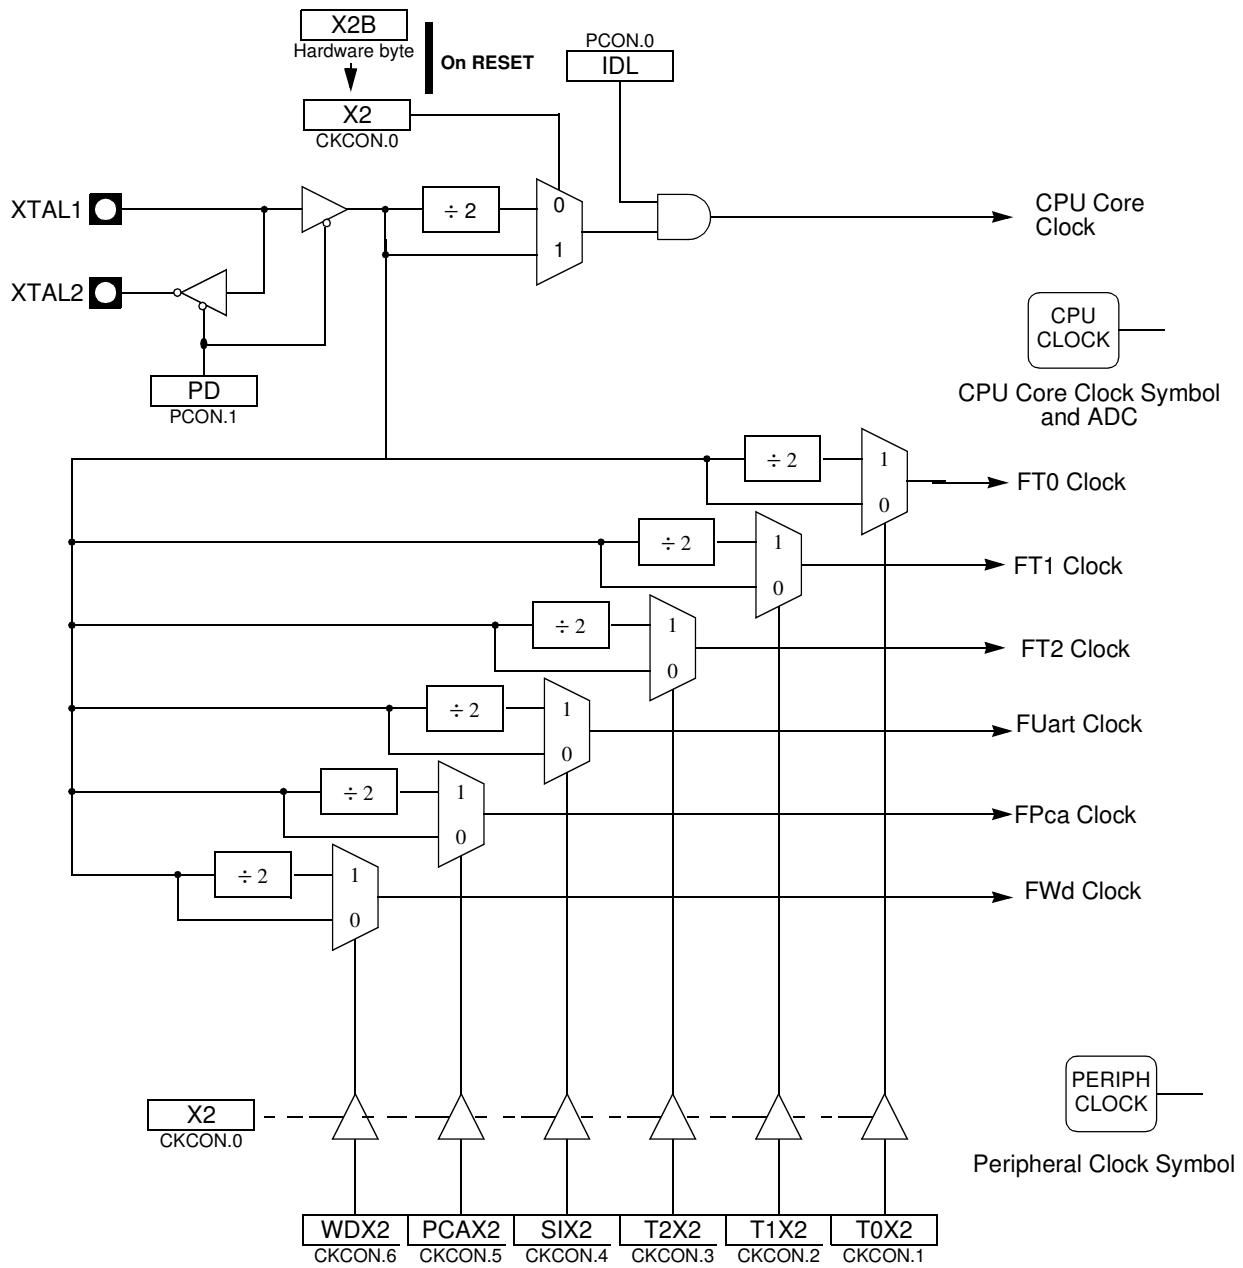 X2B
Hardware byte
On RESET
PCON.0
IDL
X2
CKCON.0
XTAL1
÷ 2
0
1
CPU Core
Clock
XTAL2
CPU
CLOCK
PD
PCON.1
CPU Core Clock Symbol
and ADC
÷ 2
1
0
FT0 Clock
÷ 2
1
0
FT1 Clock
÷ 2
1
0
FT2 Clock
÷ 2
1
0
FUart Clock
÷ 2
1
0
FPca Clock
÷ 2
1
0
FWd Clock
X2
CKCON.0
PERIPH
CLOCK
Peripheral Clock Symbol
WDX2 PCAX2 SIX2 T2X2 T1X2 T0X2
CKCON.6 CKCON.5 CKCON.4 CKCON.3 CKCON.2 CKCON.1